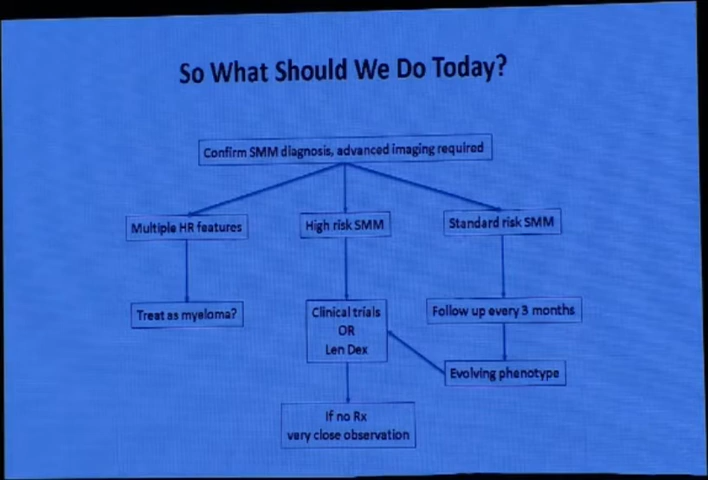 So What Should We Do Today?
Confirm SMM diagnosis, advanced imaging required
Multiple HR features
High risk SMM
Standard risk SMM
Treat as myeloma?
Clinical trials
OR
Len Dex
Follow up every 3 months
Evolving phenotype
If no Rx
very close observation